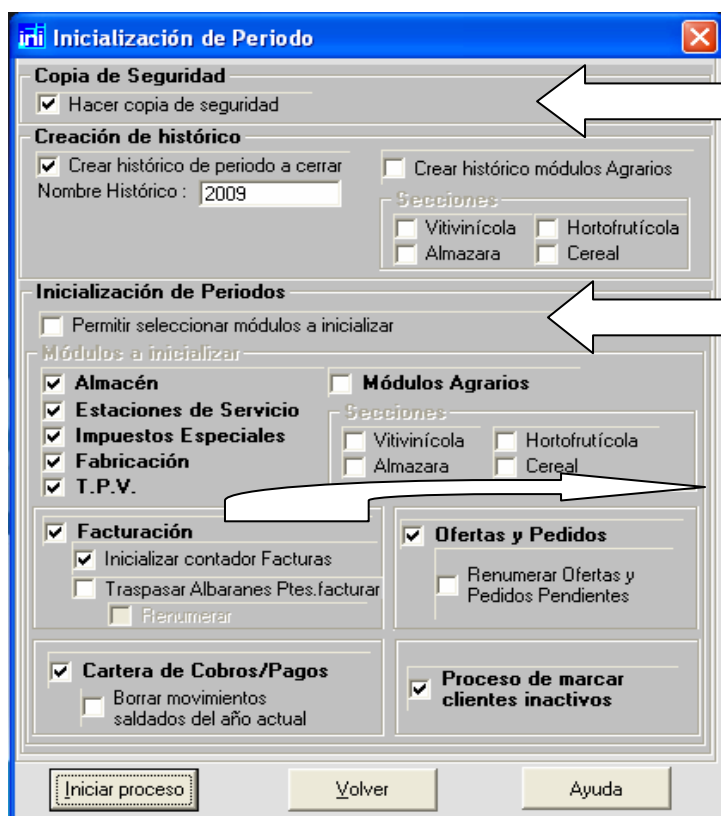 ini Inicialización de Periodo
Copia de Seguridad
Hacer copia de seguridad
Creación de histórico
Crear histórico de periodo a cerrar
Nombre Histórico : 2009
Crear histórico módulos Agrarios
Secciones
Vitivinícola Hortofrutícola
Almazara Cereal
Inicialización de Periodos
Permitir seleccionar módulos a inicializar
Módulos a inicializar
Almacén
Estaciones de Servicio
Impuestos Especiales
Fabricación
T.P.V.
Módulos Agrarios
Secciones
Vitivinícola Hortofrutícola
Almazara Cereal
Facturación
Inicializar contador Facturas
Traspasar Albaranes Ptes.facturar
Renumerar
Ofertas y Pedidos
Renumerar Ofertas y
Pedidos Pendientes
Cartera de Cobros/Pagos
Borrar movimientos
saldados del año actual
Proceso de marcar
clientes inactivos
Iniciar proceso Volver Ayuda